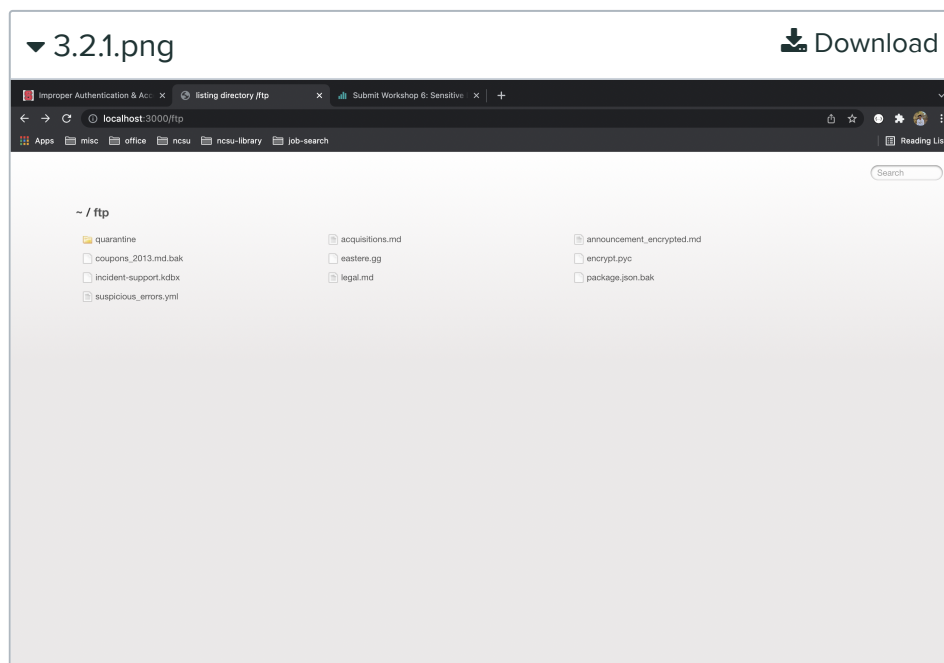 3.2.1.png
Download
Improper Authentication & Acc
listing directory /ftp
Submit Workshop 6: Sensitive
localhost:3000/ftp
Apps misc office ncsu ncsu-library job-search Reading Lis
Search
~ / ftp
quarantine acquisitions.md announcement_encrypted.md
coupons_2013.md.bak eastere.gg encrypt.pyc
incident-support.kdbx legal.md package.json.bak
suspicious_errors.yml